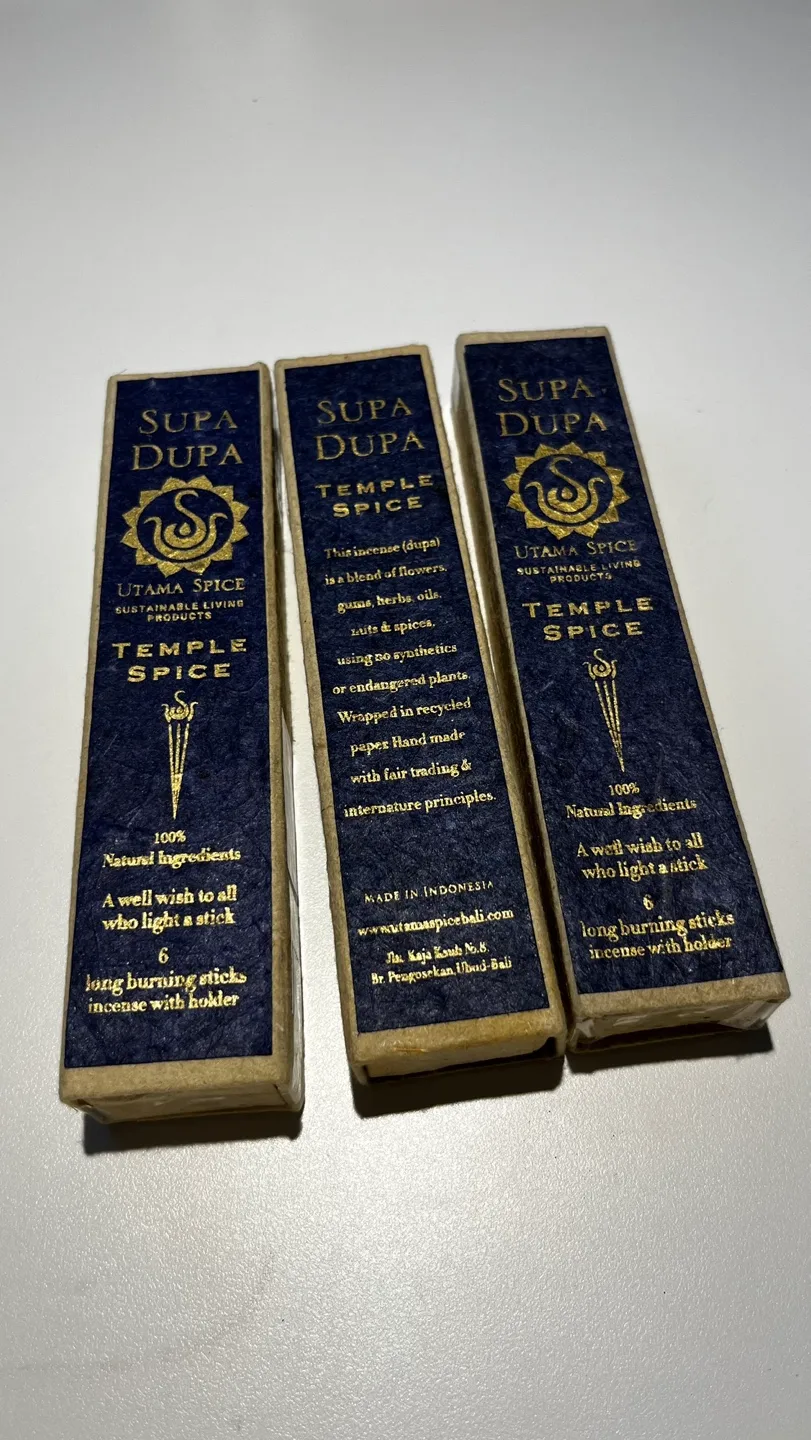 SUPA
DUPA
UTAMA SPICE
SUSTAINABLE LIVING
PRODUCTS
TEMPLE
SPICE
100%
Natural Ingredients
A well wish to all
who light a stick
6
long burning sticks
incense with holder
SUPA
DUPA
TEMPLE
SPICE
This incense (dupa)
is a blend of flowers,
gums, herbs, oils,
nuts & spices,
using no synthetics
or endangered plants.
Wrapped in recycled
paper. Hand made
with fair trading &
internature principles.
MADE IN INDONESIA
www.utamaspicebali.com
Jln. Raja Kaub No.8.
Br. Pengosekan, Ubud-Bali
SUPA
DUPA
UTAMA SPICE
SUSTAINABLE LIVING
PRODUCTS
TEMPLE
SPICE
100%
Natural Ingredients
A well wish to all
who light a stick
6
long burning sticks
incense with holder